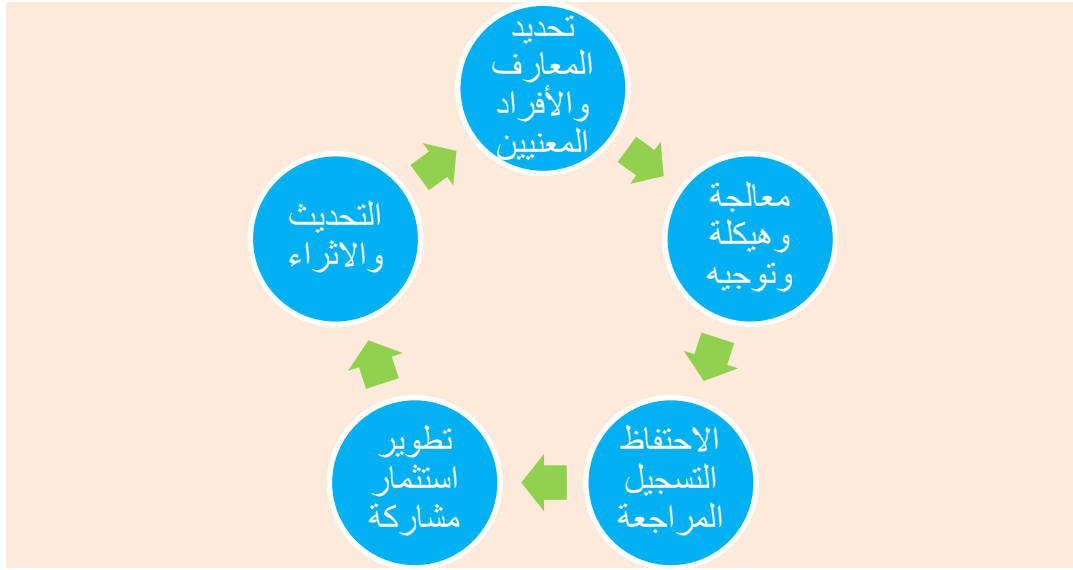 تحديد
المعارف
والأفراد
المعنيين
معالجة
وهيكلة
وتوجيه
الاحتفاظ
التسجيل
المراجعة
تطوير
استثمار
مشاركة
التحديث
والاثراء